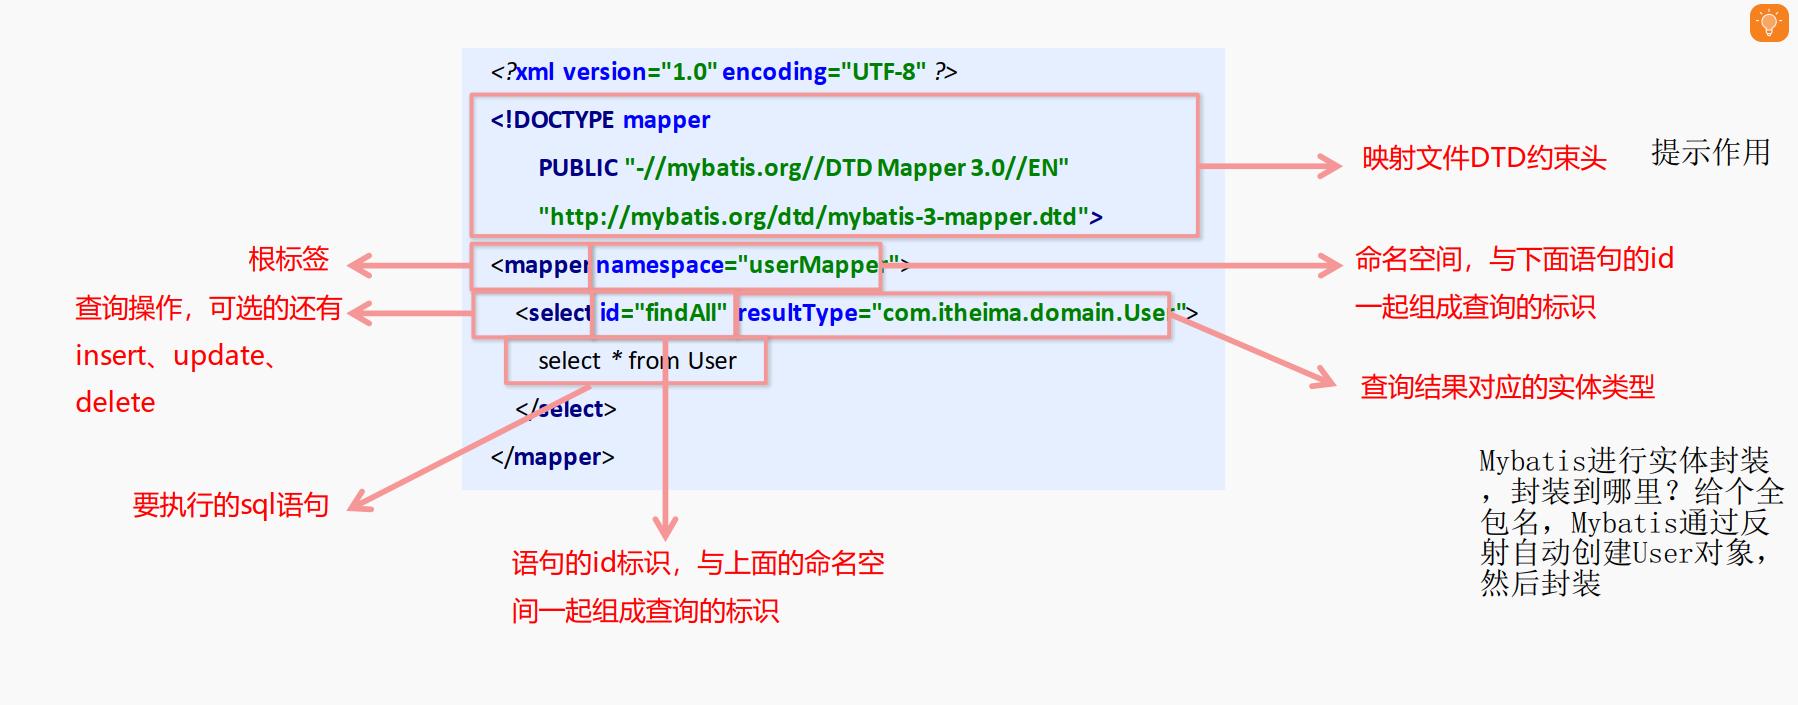 <?xml version="1.0" encoding="UTF-8" ?>
<!DOCTYPE mapper
PUBLIC "-//mybatis.org//DTD Mapper 3.0//EN"
"http://mybatis.org/dtd/mybatis-3-mapper.dtd">
<mapper namespace="userMapper">
<select id="findAll" resultType="com.itheima.domain.User">
select * from User
</select>
</mapper>
映射文件DTD约束头
提示作用
根标签
命名空间，与下面语句的id
一起组成查询的标识
查询操作，可选的还有
insert、update、
delete
查询结果对应的实体类型
要执行的sql语句
语句的id标识，与上面的命名空
间一起组成查询的标识
Mybatis进行实体封装
，封装到哪里？给个全
包名，Mybatis通过反
射自动创建User对象，
然后封装